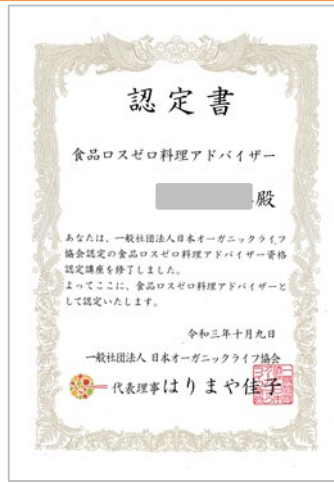 認定書
食品ロスゼロ料理アドバイザー
殿
あなたは、一般社団法人日本オーガニックライフ
協会認定の食品ロスゼロ料理アドバイザー資格
認定講座を修了しました。
よってここに、食品ロスゼロ料理アドバイザーと
して認定いたします。
令和三年十月九日
一般社団法人 日本オーガニックライフ協会
代表理事はりまや佳子